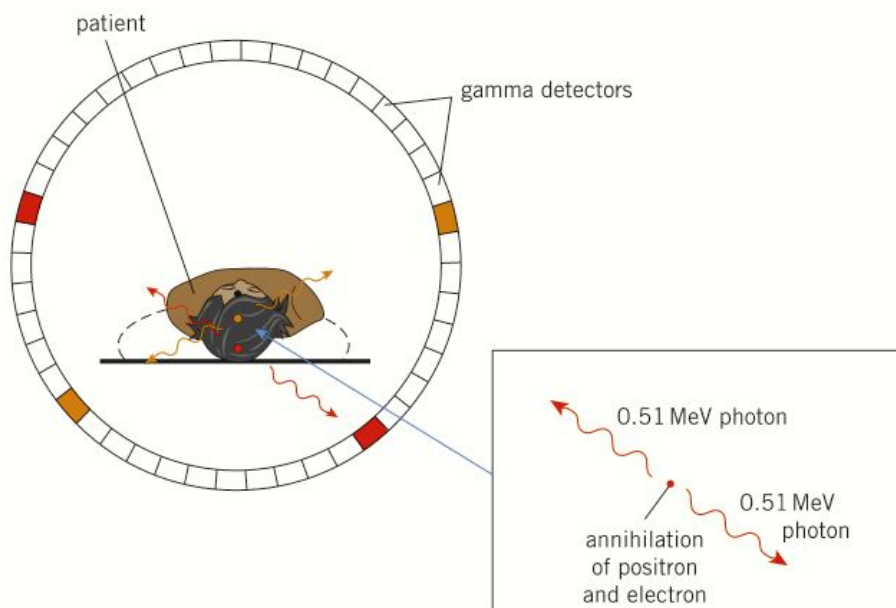 patient
gamma detectors
0.51 MeV photon
0.51 MeV
photon
annihilation
of positron
and electron